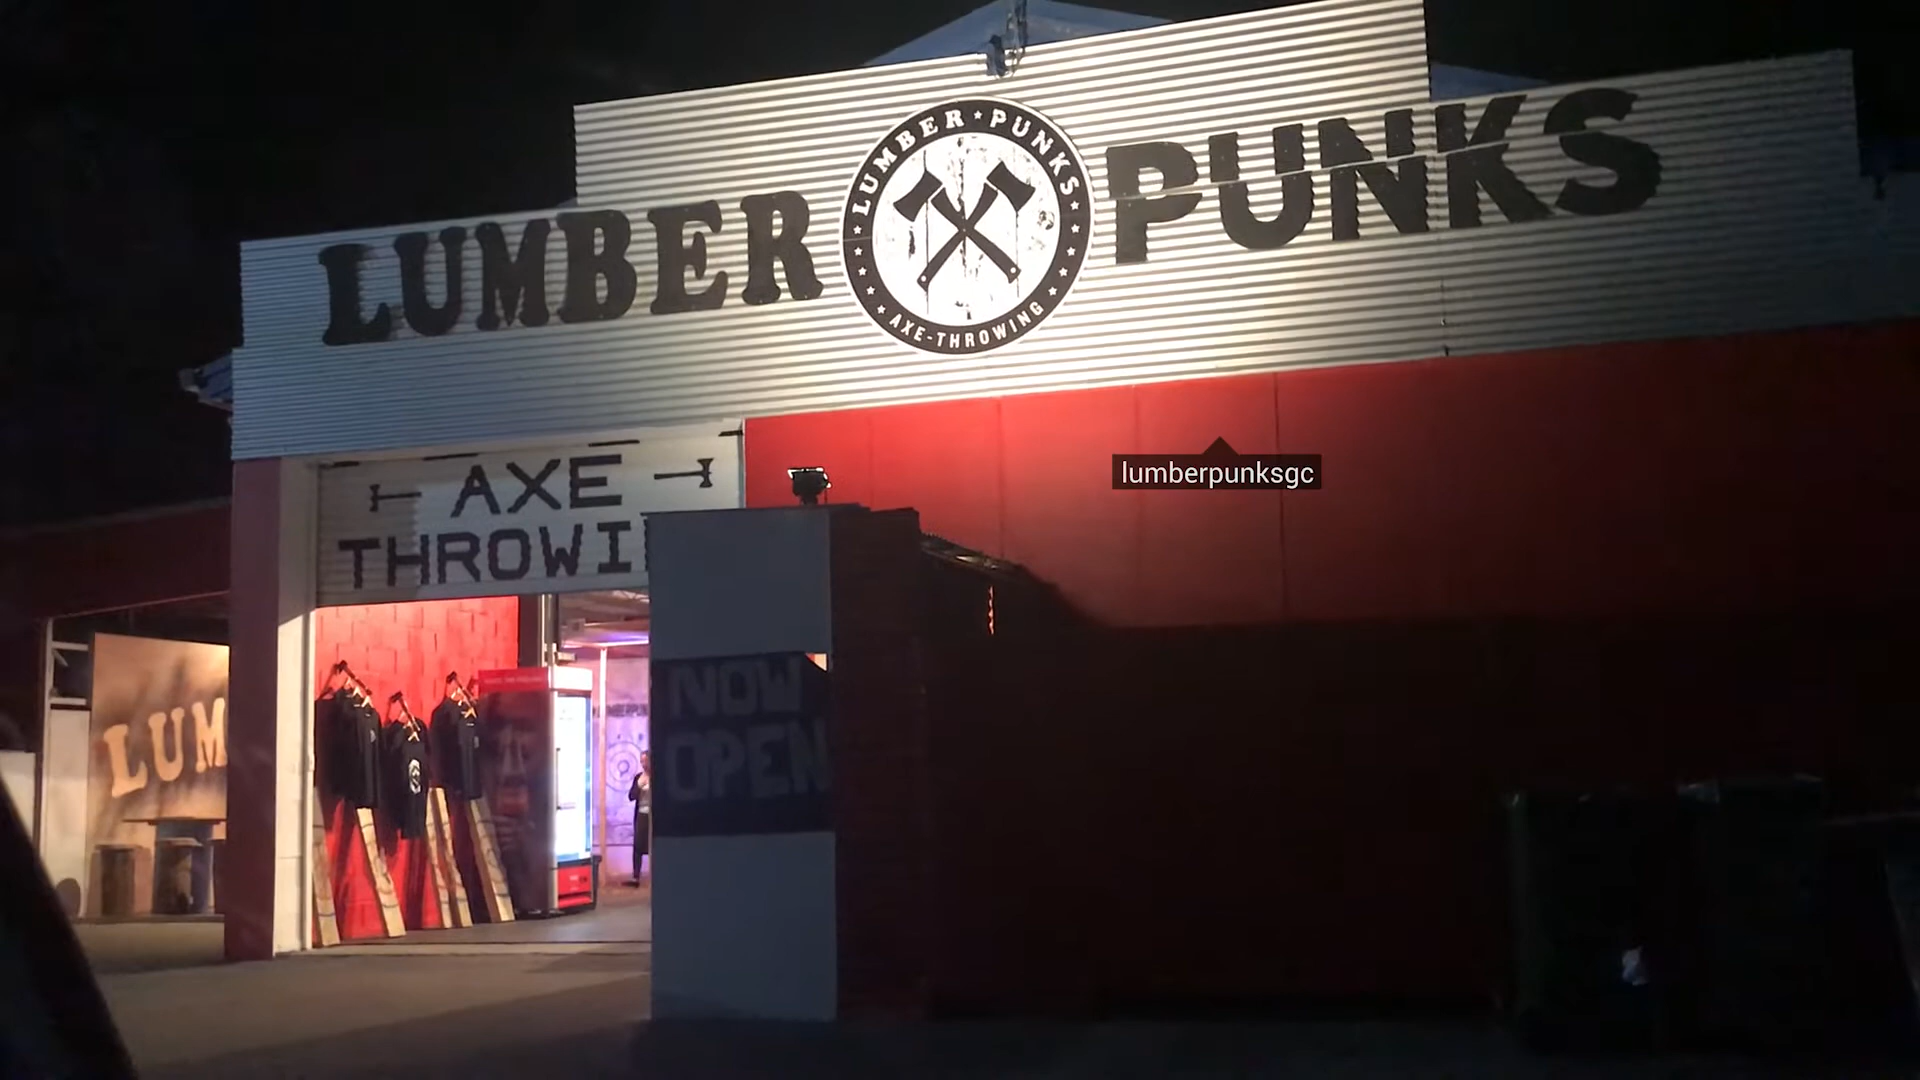 LUMBER PUNKS
LUMBER ★ PUNKS
AXE-THROWING
lumberpunksgc
AXE
THROWI
NOW
OPEN
LUM